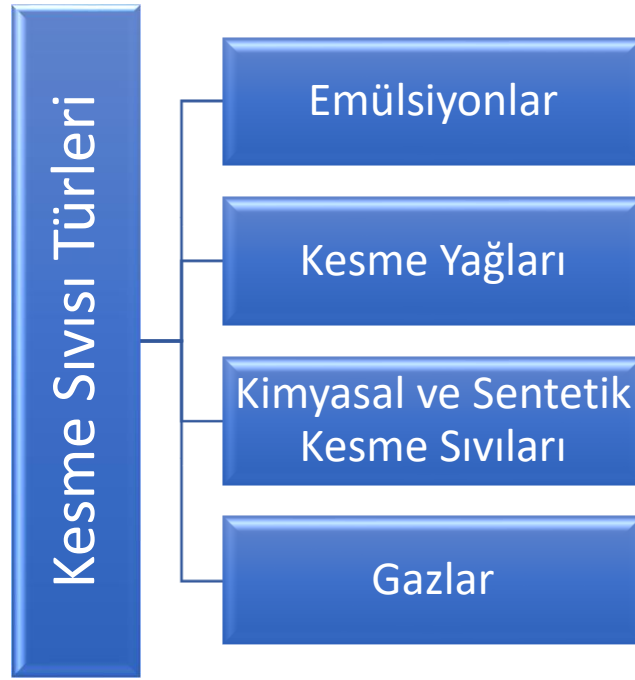 Kesme Sıvısı Türleri
Emülsiyonlar
Kesme Yağları
Kimyasal ve Sentetik
Kesme Sıvıları
Gazlar